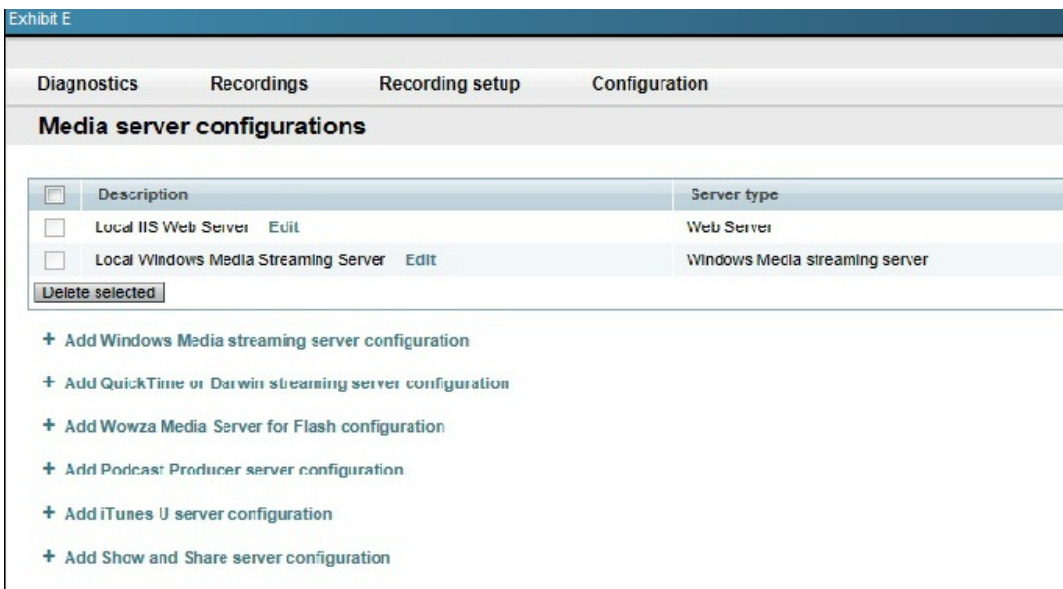 Exhibit E
Diagnostics Recordings Recording setup Configuration
Media server configurations
Description Server type
Local IIS Web Server Edit Web Server
Local Windows Media Streaming Server Edit Windows Media streaming server
Delete selected
+ Add Windows Media streaming server configuration
+ Add QuickTime or Darwin streaming server configuration
+ Add Wowza Media Server for Flash configuration
+ Add Podcast Producer server configuration
+ Add iTunes U server configuration
+ Add Show and Share server configuration